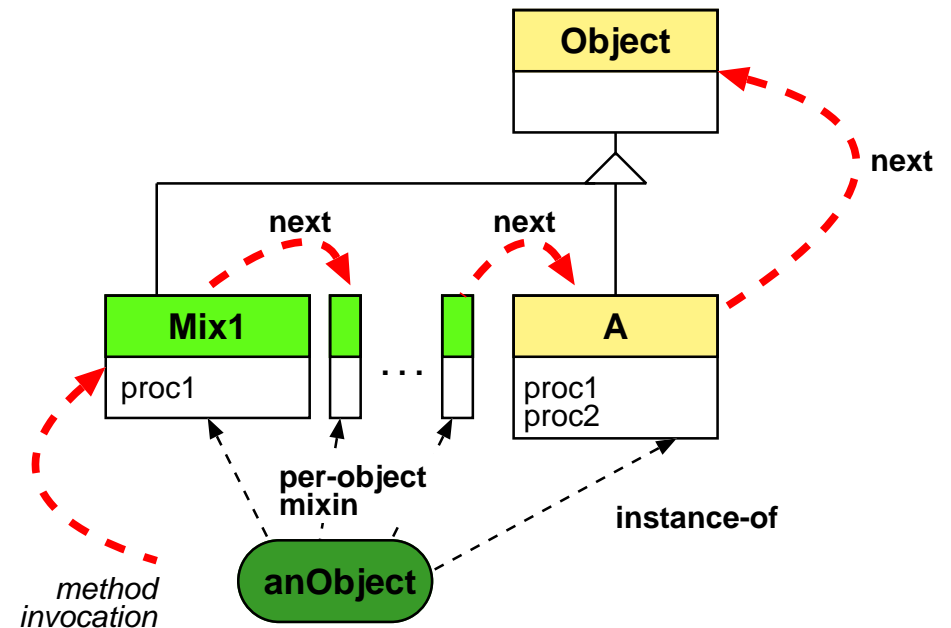 Object
next
next
next
Mix1
A
. . .
proc1
proc1
proc2
per-object
mixin
instance-of
anObject
method
invocation